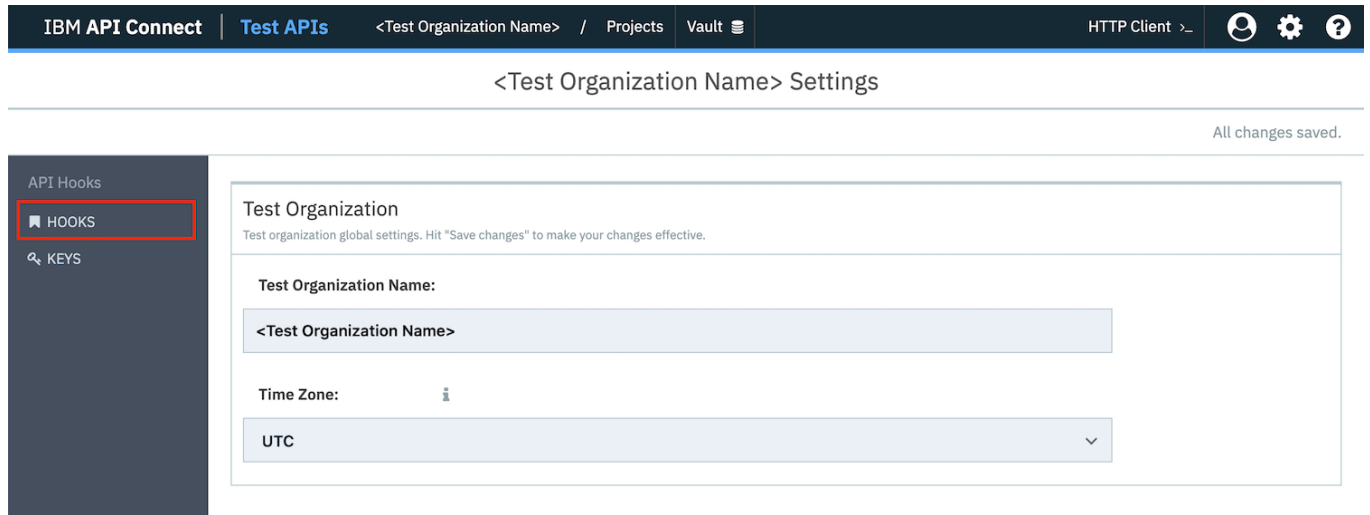 IBM API Connect | Test APIs <Test Organization Name> / Projects Vault HTTP Client >_
<Test Organization Name> Settings
All changes saved.
API Hooks
HOOKS
KEYS
Test Organization
Test organization global settings. Hit "Save changes" to make your changes effective.
Test Organization Name:
<Test Organization Name>
Time Zone:
UTC